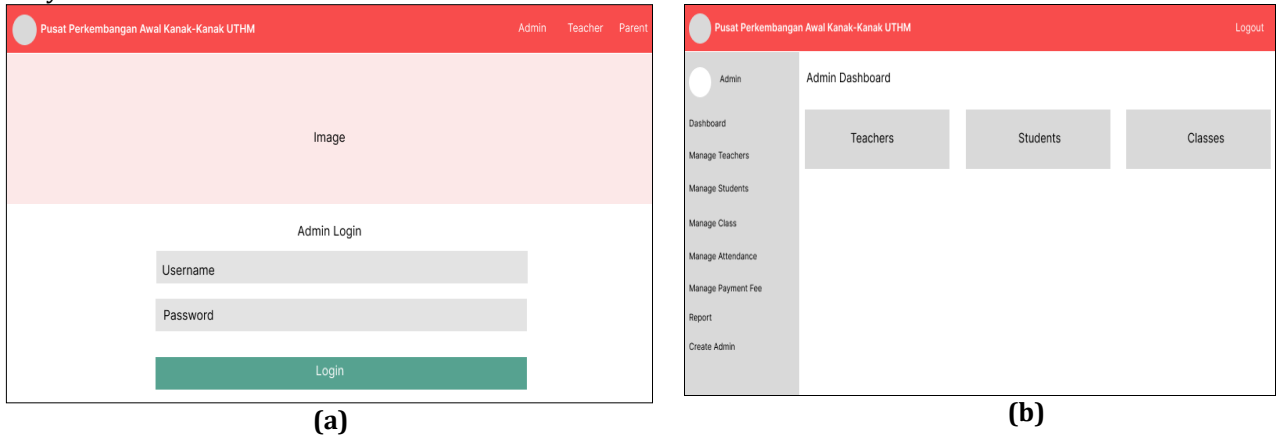 Pusat Perkembangan Awal Kanak-Kanak UTHM Admin Teacher Parent
Image
Admin Login
Username
Password
Login
(a)
Pusat Perkembangan Awal Kanak-Kanak UTHM Logout
Admin
Admin Dashboard
Dashboard
Manage Teachers
Manage Students
Manage Class
Manage Attendance
Manage Payment Fee
Report
Create Admin
Teachers Students Classes
(b)